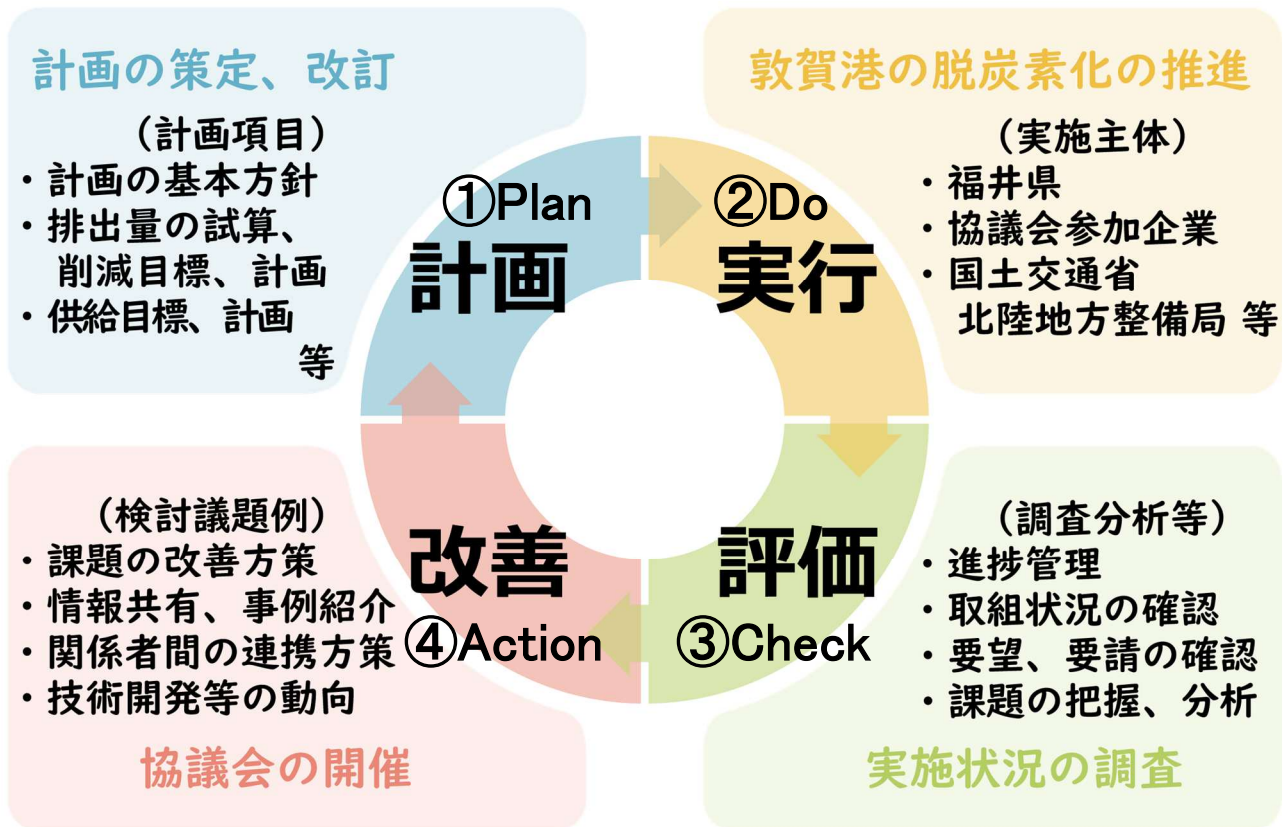 計画の策定、改訂
(計画項目)
・計画の基本方針
・排出量の試算、
削減目標、計画
・供給目標、計画
等
①Plan
計画
敦賀港の脱炭素化の推進
②Do
実行
(実施主体)
・福井県
・協議会参加企業
・国土交通省
北陸地方整備局 等
評価
③Check
(調査分析等)
・進捗管理
・取組状況の確認
・要望、要請の確認
・課題の把握、分析
実施状況の調査
改善
④Action
(検討議題例)
・課題の改善方策
・情報共有、事例紹介
・関係者間の連携方策
・技術開発等の動向
協議会の開催